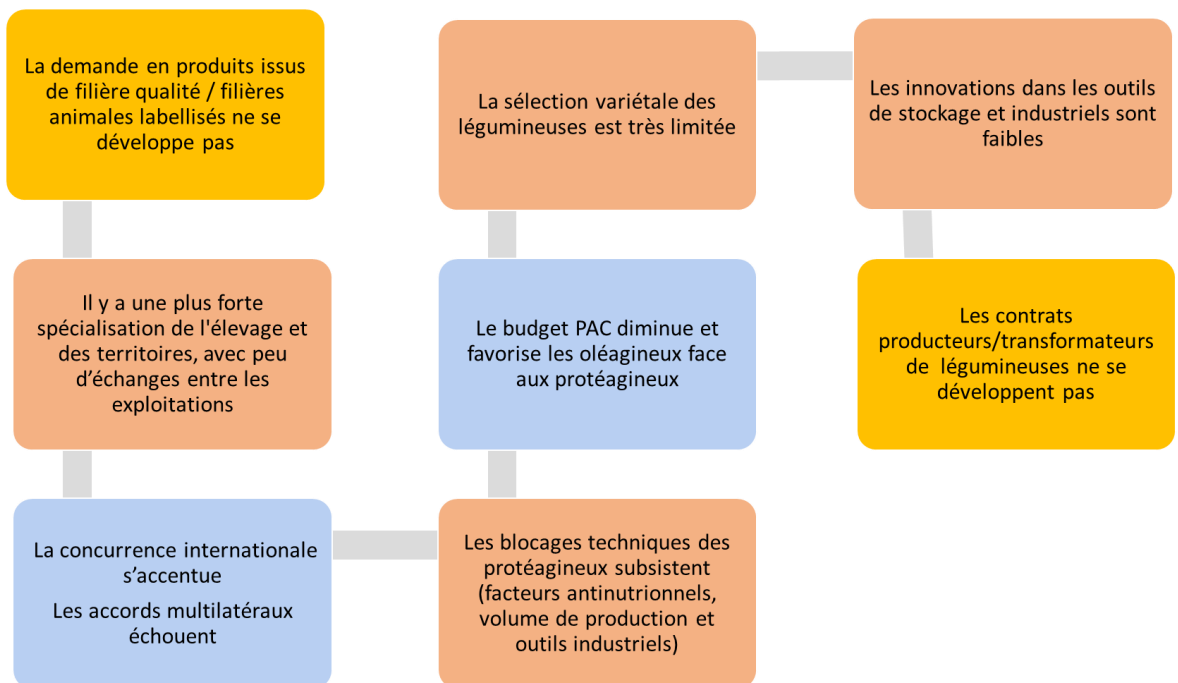 La demande en produits issus
de filière qualité / filières
animales labellisés ne se
développe pas
Il y a une plus forte
spécialisation de l'élevage et
des territoires, avec peu
d’échanges entre les
exploitations
La concurrence internationale
s’accentue
Les accords multilatéraux
échouent
Les blocages techniques des
protéagineux subsistent
(facteurs antinutrionnels,
volume de production et
outils industriels)
Le budget PAC diminue et
favorise les oléagineux face
aux protéagineux
La sélection variétale des
légumineuses est très limitée
Les innovations dans les outils
de stockage et industriels sont
faibles
Les contrats
producteurs/transformateurs
de légumineuses ne se
développent pas